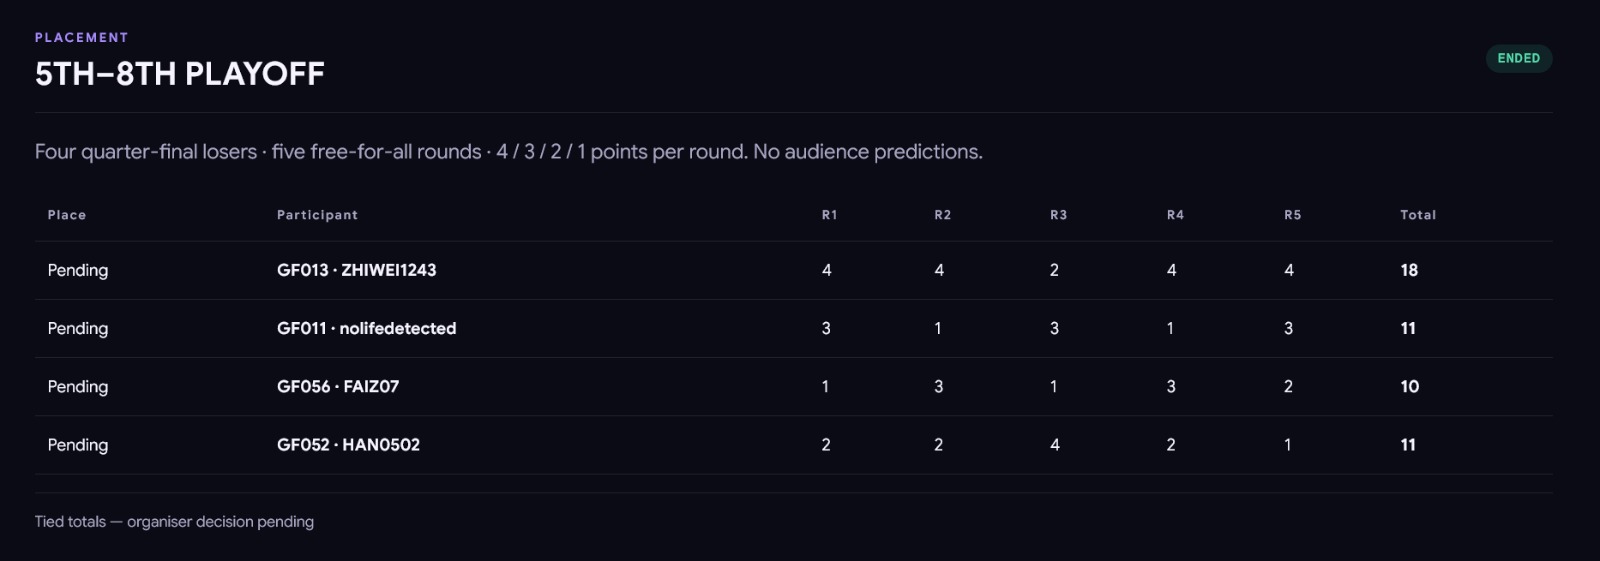 PLACEMENT
5TH–8TH PLAYOFF
ENDED
Four quarter-final losers · five free-for-all rounds · 4 / 3 / 2 / 1 points per round. No audience predictions.
Place Participant R1 R2 R3 R4 R5 Total
Pending GF013 · ZHIWEI1243 4 4 2 4 4 18
Pending GF011 · nolifedetected 3 1 3 1 3 11
Pending GF056 · FAIZ07 1 3 1 3 2 10
Pending GF052 · HAN0502 2 2 4 2 1 11
Tied totals — organiser decision pending